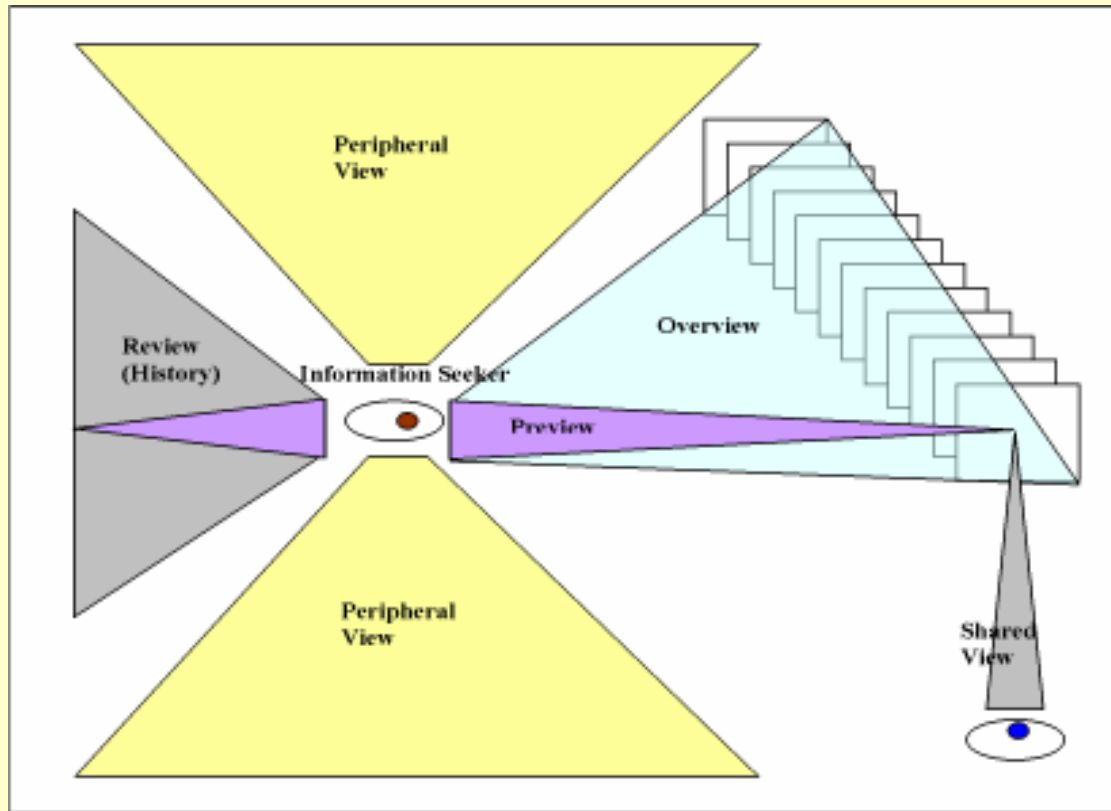 Peripheral
View
Overview
Review
(History)
Information Seeker
Preview
Peripheral
View
Shared
View